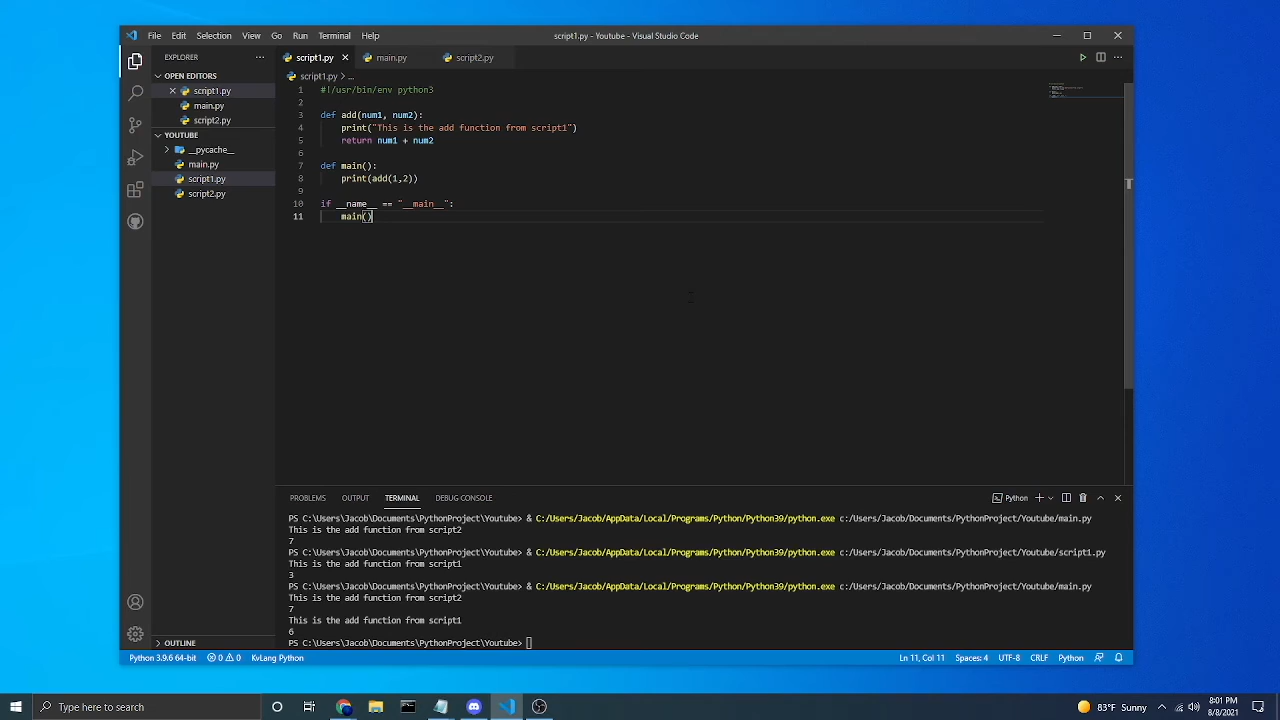 File Edit Selection View Go Run Terminal Help
script1.py - Youtube - Visual Studio Code
EXPLORER
OPEN EDITORS
script1.py
main.py
script2.py
YOUTUBE
__pycache__
main.py
script1.py
script2.py
OUTLINE
script1.py main.py script2.py
script1.py > ...
1 #!/usr/bin/env python3
2
3 def add(num1, num2):
4 print("This is the add function from script1")
5 return num1 + num2
6
7 def main():
8 print(add(1,2))
9
10 if __name__ == "__main__":
11 main()
PROBLEMS OUTPUT TERMINAL DEBUG CONSOLE
Python
PS C:\Users\Jacob\Documents\PythonProject\Youtube> & C:/Users/Jacob/AppData/Local/Programs/Python/Python39/python.exe c:/Users/Jacob/Documents/PythonProject/Youtube/main.py
This is the add function from script2
7
PS C:\Users\Jacob\Documents\PythonProject\Youtube> & C:/Users/Jacob/AppData/Local/Programs/Python/Python39/python.exe c:/Users/Jacob/Documents/PythonProject/Youtube/script1.py
This is the add function from script1
3
PS C:\Users\Jacob\Documents\PythonProject\Youtube> & C:/Users/Jacob/AppData/Local/Programs/Python/Python39/python.exe c:/Users/Jacob/Documents/PythonProject/Youtube/main.py
This is the add function from script2
7
This is the add function from script1
6
PS C:\Users\Jacob\Documents\PythonProject\Youtube>
Python 3.9.6 64-bit 0 0 KvLang Python
Ln 11, Col 11 Spaces: 4 UTF-8 CRLF Python
Type here to search
83°F Sunny
8:01 PM
8/8/2021